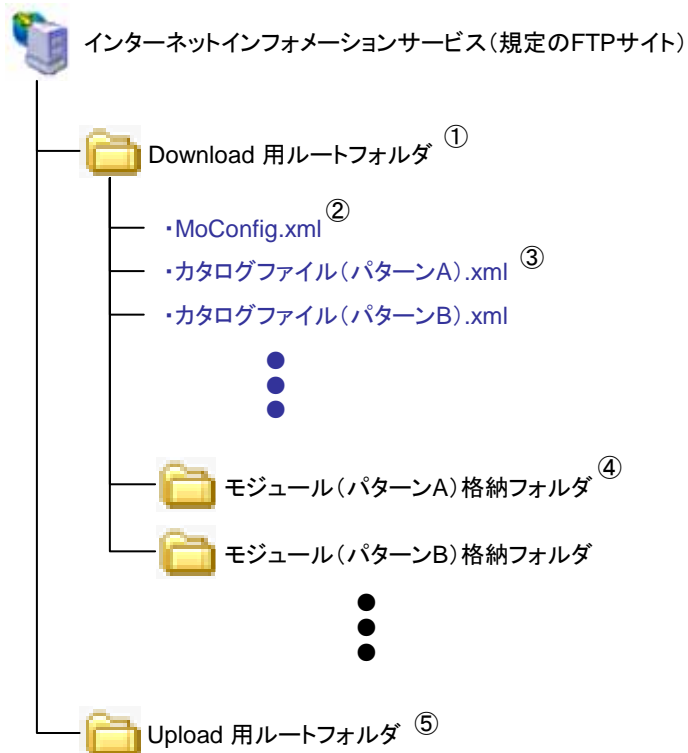 インターネットインフォメーションサービス(規定のFTPサイト)
Download 用ルートフォルダ ①
・MoConfig.xml ②
・カタログファイル(パターンA).xml ③
・カタログファイル(パターンB).xml
モジュール(パターンA)格納フォルダ ④
モジュール(パターンB)格納フォルダ
Upload 用ルートフォルダ ⑤